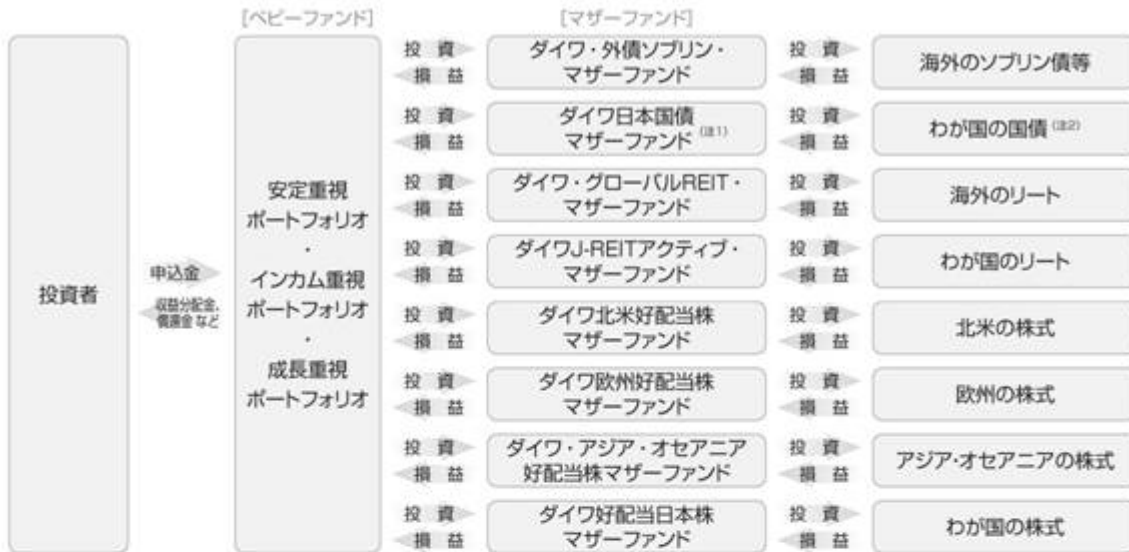 [ベビーファンド]
[マザーファンド]
投資者
申込金
収益分配金、
償還金 など
安定重視
ポートフォリオ
・
インカム重視
ポートフォリオ
・
成長重視
ポートフォリオ
投 資
損 益
ダイワ・外債ソブリン・
マザーファンド
投 資
損 益
海外のソブリン債等
投 資
損 益
ダイワ日本国債
マザーファンド (注1)
投 資
損 益
わが国の国債 (注2)
投 資
損 益
ダイワ・グローバルREIT・
マザーファンド
投 資
損 益
海外のリート
投 資
損 益
ダイワJ-REITアクティブ・
マザーファンド
投 資
損 益
わが国のリート
投 資
損 益
ダイワ北米好配当株
マザーファンド
投 資
損 益
北米の株式
投 資
損 益
ダイワ欧州好配当株
マザーファンド
投 資
損 益
欧州の株式
投 資
損 益
ダイワ・アジア・オセアニア
好配当株マザーファンド
投 資
損 益
アジア・オセアニアの株式
投 資
損 益
ダイワ好配当日本株
マザーファンド
投 資
損 益
わが国の株式